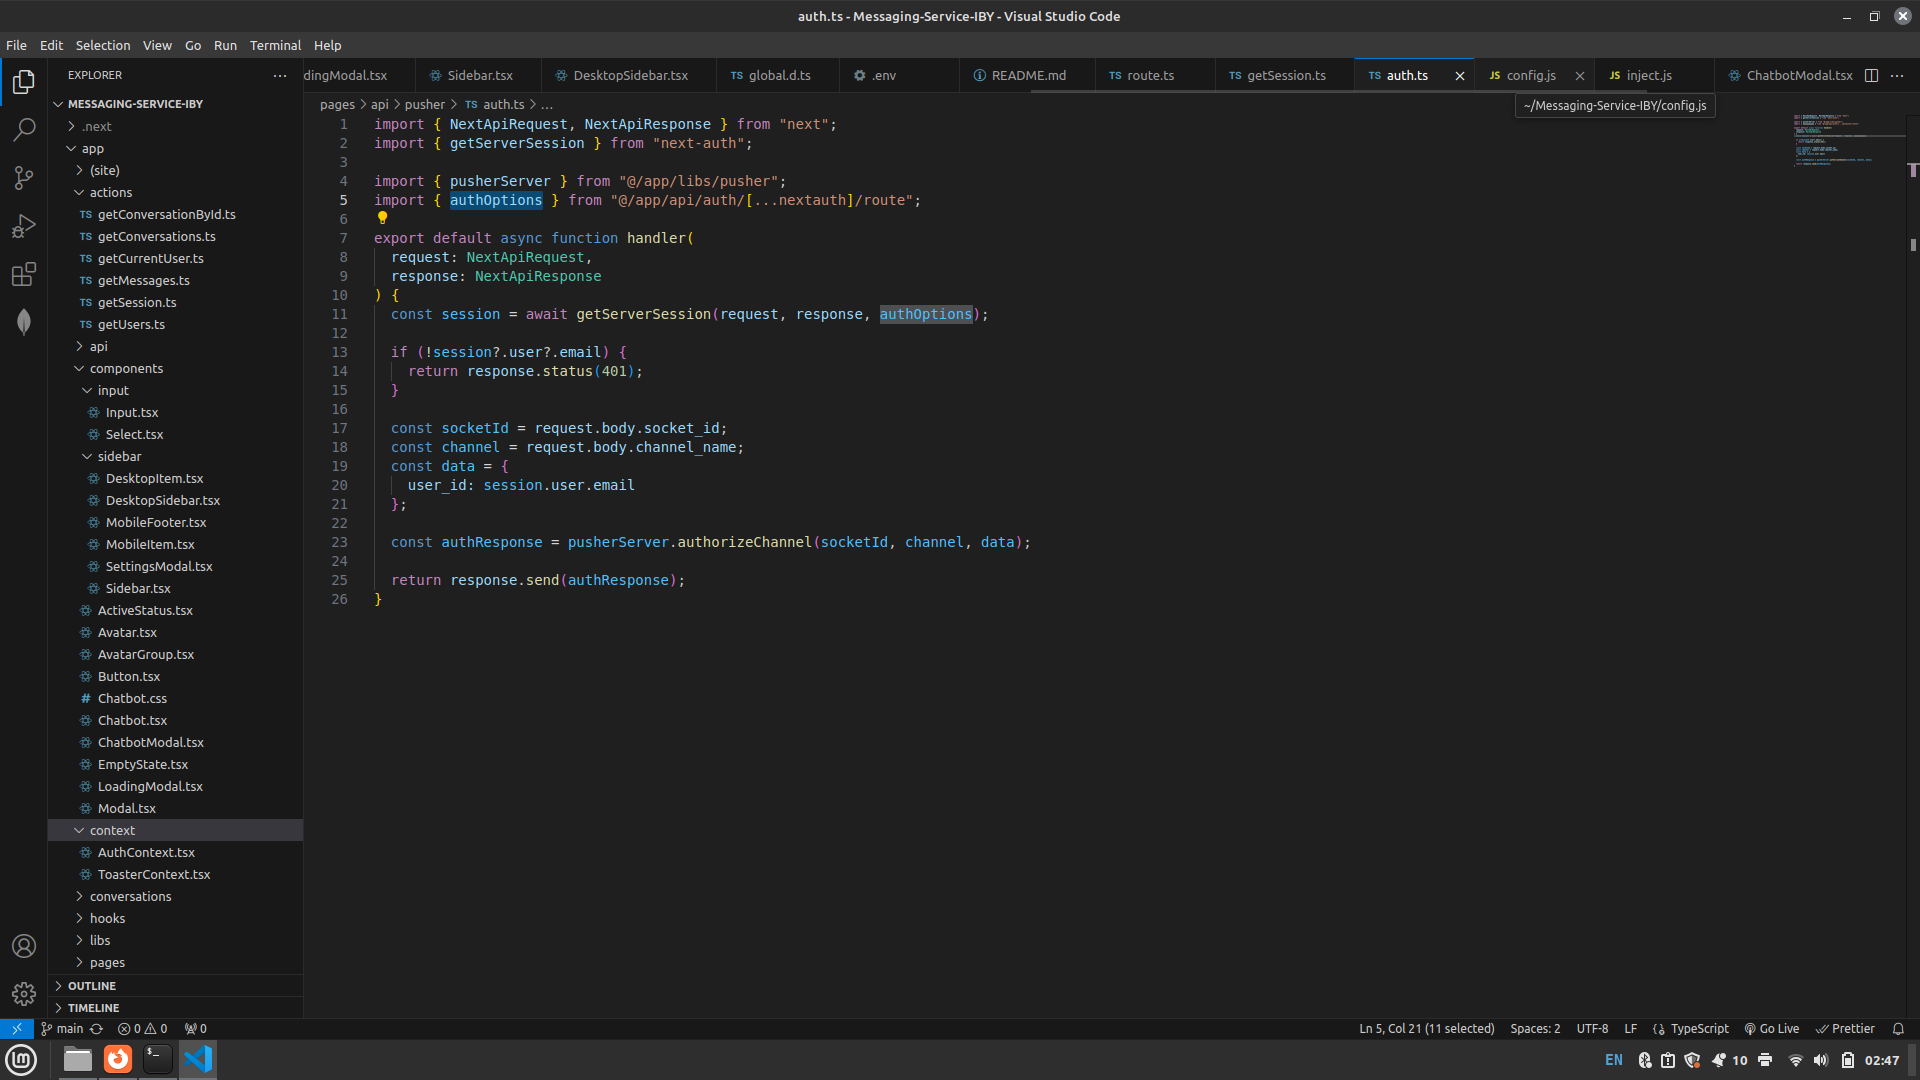 auth.ts - Messaging-Service-IBY - Visual Studio Code
File Edit Selection View Go Run Terminal Help
EXPLORER
MESSAGING-SERVICE-IBY
.next
app
(site)
actions
TS getConversationById.ts
TS getConversations.ts
TS getCurrentUser.ts
TS getMessages.ts
TS getSession.ts
TS getUsers.ts
api
components
input
Input.tsx
Select.tsx
sidebar
DesktopItem.tsx
DesktopSidebar.tsx
MobileFooter.tsx
MobileItem.tsx
SettingsModal.tsx
Sidebar.tsx
ActiveStatus.tsx
Avatar.tsx
AvatarGroup.tsx
Button.tsx
# Chatbot.css
Chatbot.tsx
ChatbotModal.tsx
EmptyState.tsx
LoadingModal.tsx
Modal.tsx
context
AuthContext.tsx
ToasterContext.tsx
conversations
hooks
libs
pages
OUTLINE
TIMELINE
dingModal.tsx Sidebar.tsx DesktopSidebar.tsx TS global.d.ts .env README.md TS route.ts TS getSession.ts TS auth.ts JS config.js JS inject.js ChatbotModal.tsx
~/Messaging-Service-IBY/config.js
pages > api > pusher > TS auth.ts > ...
1 import { NextApiRequest, NextApiResponse } from "next";
2 import { getServerSession } from "next-auth";
3
4 import { pusherServer } from "@/app/libs/pusher";
5 import { authOptions } from "@/app/api/auth/[...nextauth]/route";
6
7 export default async function handler(
8 request: NextApiRequest,
9 response: NextApiResponse
10 ) {
11 const session = await getServerSession(request, response, authOptions);
12
13 if (!session?.user?.email) {
14 return response.status(401);
15 }
16
17 const socketId = request.body.socket_id;
18 const channel = request.body.channel_name;
19 const data = {
20 user_id: session.user.email
21 };
22
23 const authResponse = pusherServer.authorizeChannel(socketId, channel, data);
24
25 return response.send(authResponse);
26 }
main 0 0 0 Ln 5, Col 21 (11 selected) Spaces: 2 UTF-8 LF TypeScript Go Live Prettier
EN 10 02:47